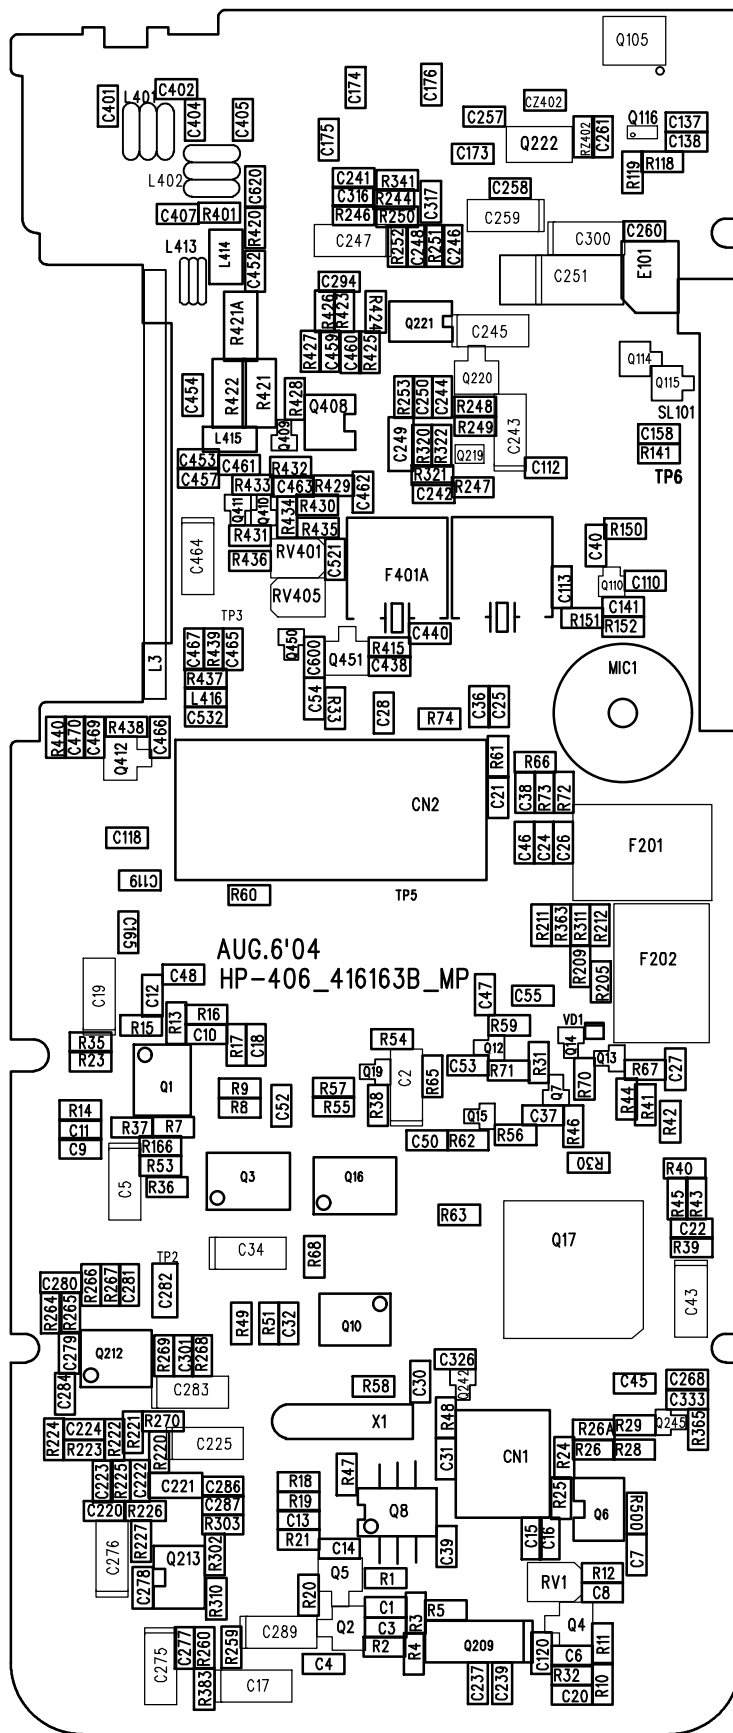 Q105
C174
C176
C402
L401
C401
C404
C405
CZ402
C257
C175
Q222
RZ402
C261
Q116
C137
C138
C173
R119
R118
L402
C620
C241
R341
C316
R244
C317
C258
C407
R401
R420
R246
R250
C259
C247
R252
C248
R251
C246
C300
C260
L413
L414
C452
C251
E101
C294
R421A
R426
R423
R424
Q221
C245
R427
C459
C460
R425
Q114
Q220
Q115
C454
R422
R421
R428
Q408
R253
C250
C244
R248
SL101
L415
Q409
C249
R320
R322
R249
C243
C158
C453
C461
R432
Q219
R141
C457
R433
C463
R429
C462
R321
C112
TP6
C242
R247
Q411
Q410
R434
R430
C464
R431
R435
R436
RV401
C521
F401A
C40
R150
C113
Q110
C110
RV405
TP3
C141
R151
R152
C467
R439
C465
Q450
C600
Q451
C440
R415
C438
L3
R437
MIC1
L416
C54
R33
C28
C532
R74
C36
C25
R440
C470
C469
R438
C466
Q412
R61
R66
CN2
C21
C38
R73
R72
C118
C46
C24
C26
F201
C119
R60
TP5
C165
R211
R363
R311
R212
AUG.6'04
F202
HP-406_416163B_MP
R209
R205
C19
C48
C12
C47
C55
R15
R13
R16
C10
R17
C18
R59
VD1
R35
R54
Q12
Q14
R23
Q1
Q19
C2
R65
C53
R71
R31
Q13
R67
C27
R9
C52
R57
R70
R8
R55
R38
Q7
R44
R41
R14
Q15
C37
R42
C11
R37
R7
R56
R46
C9
R166
C50
R62
R53
R30
C5
R36
Q3
Q16
R40
R45
R43
R63
C22
Q17
R39
C34
R68
TP2
C280
R266
R267
C281
C282
C43
R264
R265
R49
R51
C32
Q10
C279
Q212
R269
C301
R268
C326
C284
C283
R58
C30
Q242
C45
C268
C333
R224
C224
R222
R221
R270
X1
R48
R26A
R29
Q245
R365
R223
R220
C225
CN1
R24
R26
R28
C31
C223
R225
C222
C221
C286
R18
R47
C287
R19
R25
C220
R226
R303
C13
Q8
Q6
R500
C276
R227
R302
R21
C14
C39
C15
C16
C7
Q213
C278
Q5
R1
RV1
R12
R310
R20
C8
C1
R3
R5
C289
Q2
C3
Q4
R2
R4
Q209
C120
R11
C275
C277
R260
R259
C6
C4
R32
R383
C17
C237
C239
C20
R10